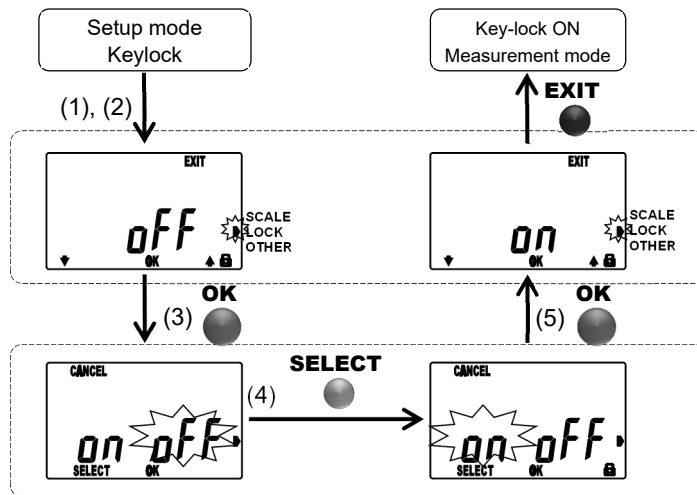 Setup mode
Keylock
Key-lock ON
Measurement mode
(1), (2)
EXIT
EXIT
oFF
SCALE
LOCK
OTHER
OK
EXIT
on
SCALE
LOCK
OTHER
OK
(3)
OK
(5)
OK
CANCEL
on oFF
SELECT
OK
(4)
SELECT
CANCEL
on oFF
SELECT
OK